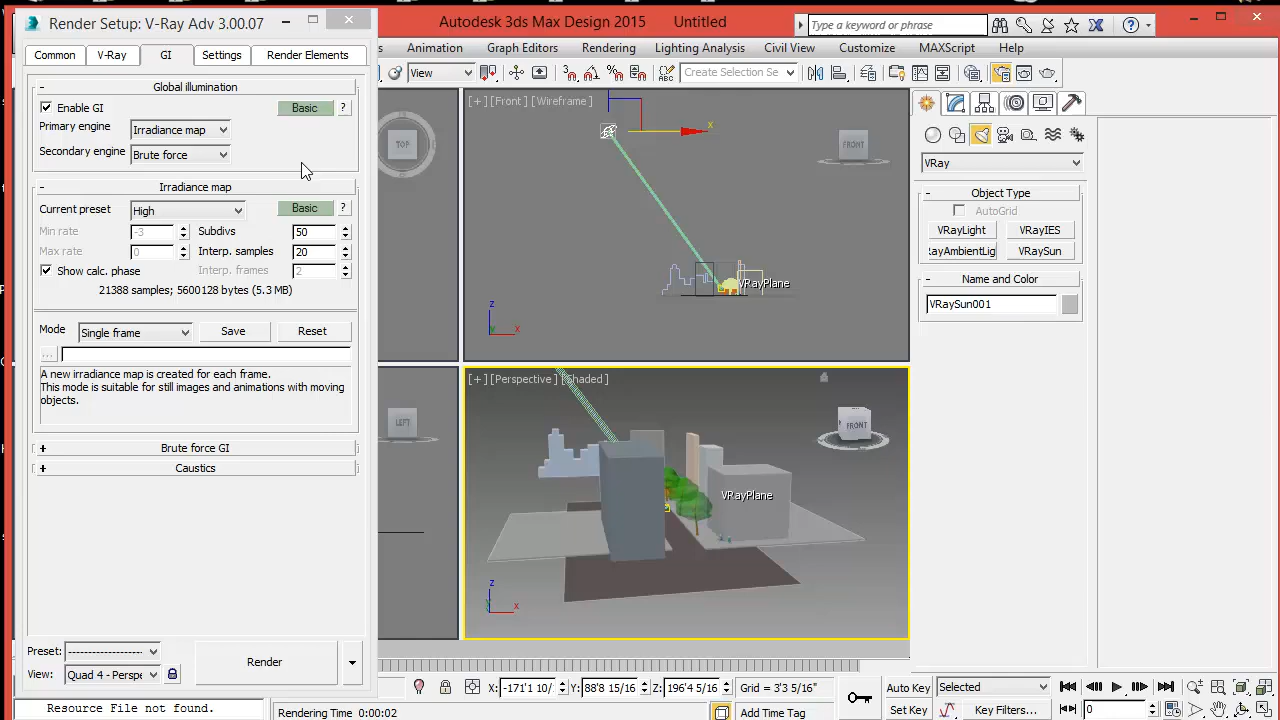 Render Setup: V-Ray Adv 3.00.07
Autodesk 3ds Max Design 2015 Untitled
Type a keyword or phrase
Common V-Ray GI Settings Render Elements
Animation Graph Editors Rendering Lighting Analysis Civil View Customize MAXScript Help
View
Create Selection Se
- Global illumination
Enable GI Basic ?
Primary engine Irradiance map
Secondary engine Brute force
- Irradiance map
Current preset High Basic ?
Min rate -3 Subdivs 50
Max rate 0 Interp. samples 20
Show calc. phase Interp. frames 2
21388 samples; 5600128 bytes (5.3 MB)
Mode Single frame Save Reset
...
A new irradiance map is created for each frame.
This mode is suitable for still images and animations with moving
objects.
+ Brute force GI
+ Caustics
Preset: --------------------
View: Quad 4 - Perspe
Render
Resource File not found.
TOP
LEFT
[+] [Front] [Wireframe]
x
FRONT
VRayPlane
z
y x
[+] [Perspective] [Shaded]
FRONT
VRayPlane
z
x
VRay
- Object Type
AutoGrid
VRayLight VRayIES
RayAmbientLig VRaySun
- Name and Color
VRaySun001
X: -171'1 10/ Y: 88'8 15/16 Z: 196'4 5/16 Grid = 3'3 5/16"
Auto Key Selected
Rendering Time 0:00:02
Add Time Tag
Set Key Key Filters... 0